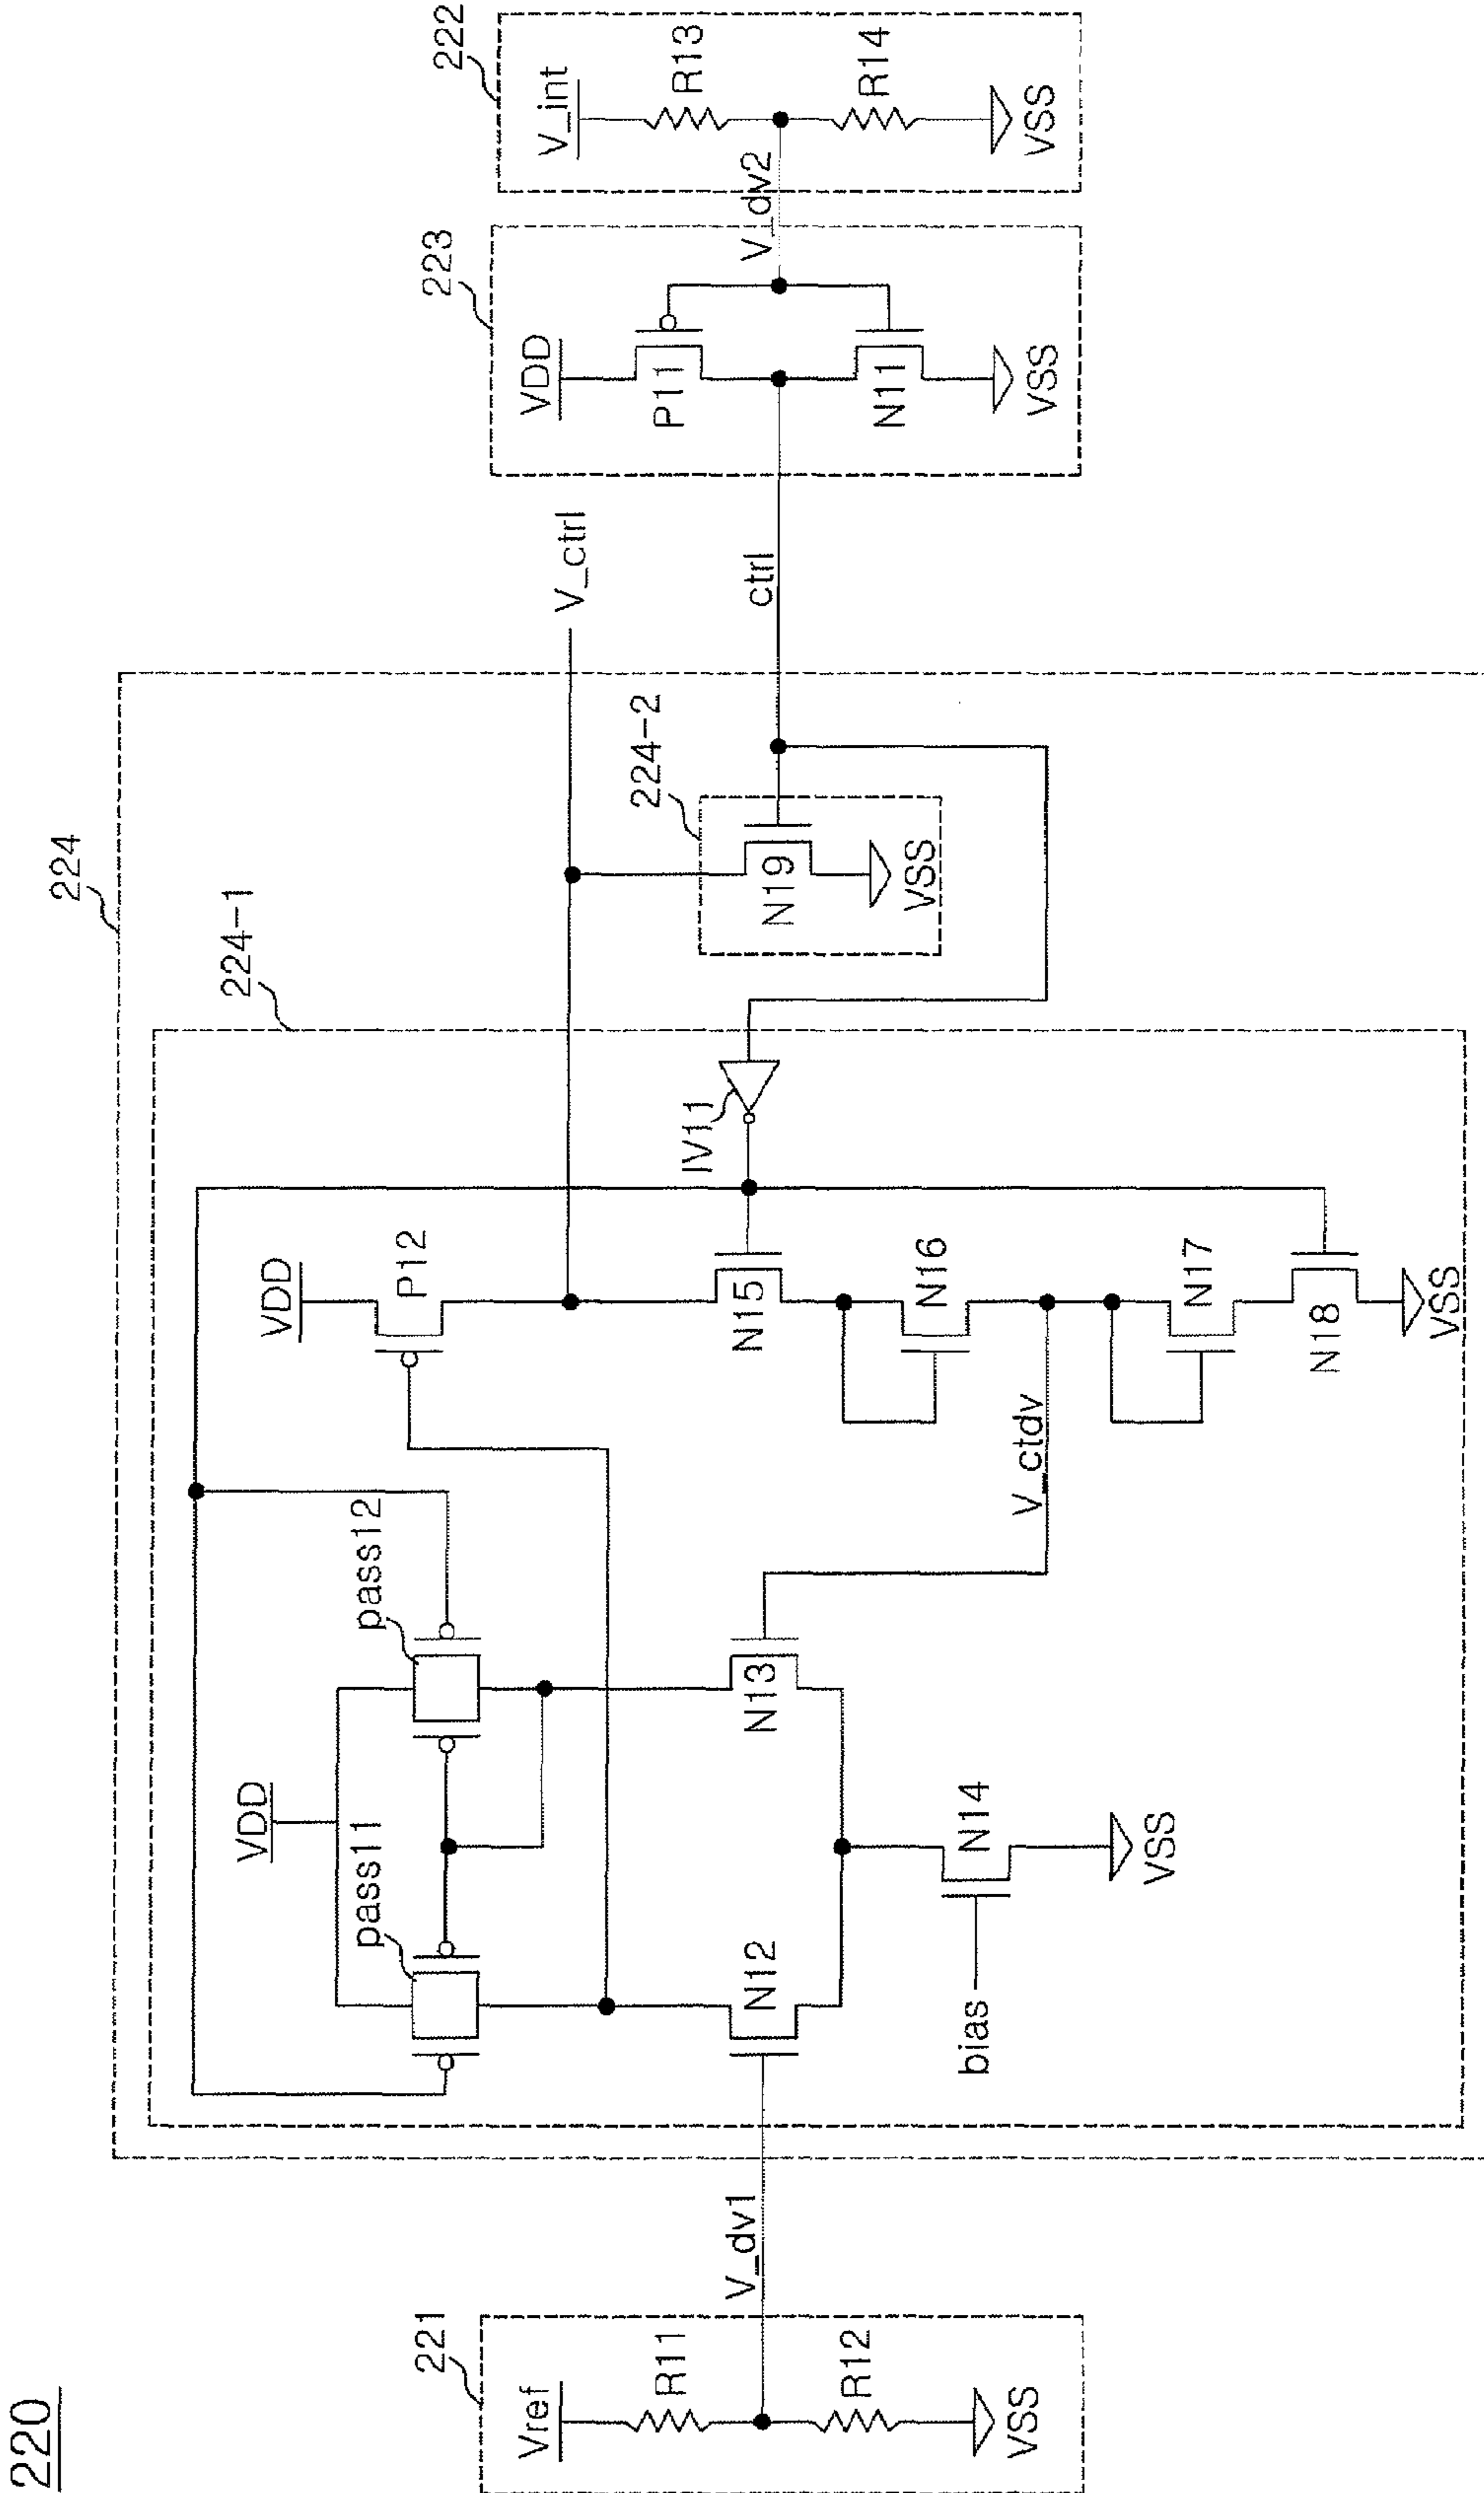 220
221
Vref
R11
R12
VSS
V_dv1
224
224-1
VDD
pass11
pass12
N12
N13
bias
N14
VSS
VDD
P12
N15
N16
V_ctdv
N17
N18
VSS
IV11
224-2
N19
VSS
V_ctrl
ctrl
223
VDD
P11
N11
VSS
V_dv2
222
V_int
R13
R14
VSS